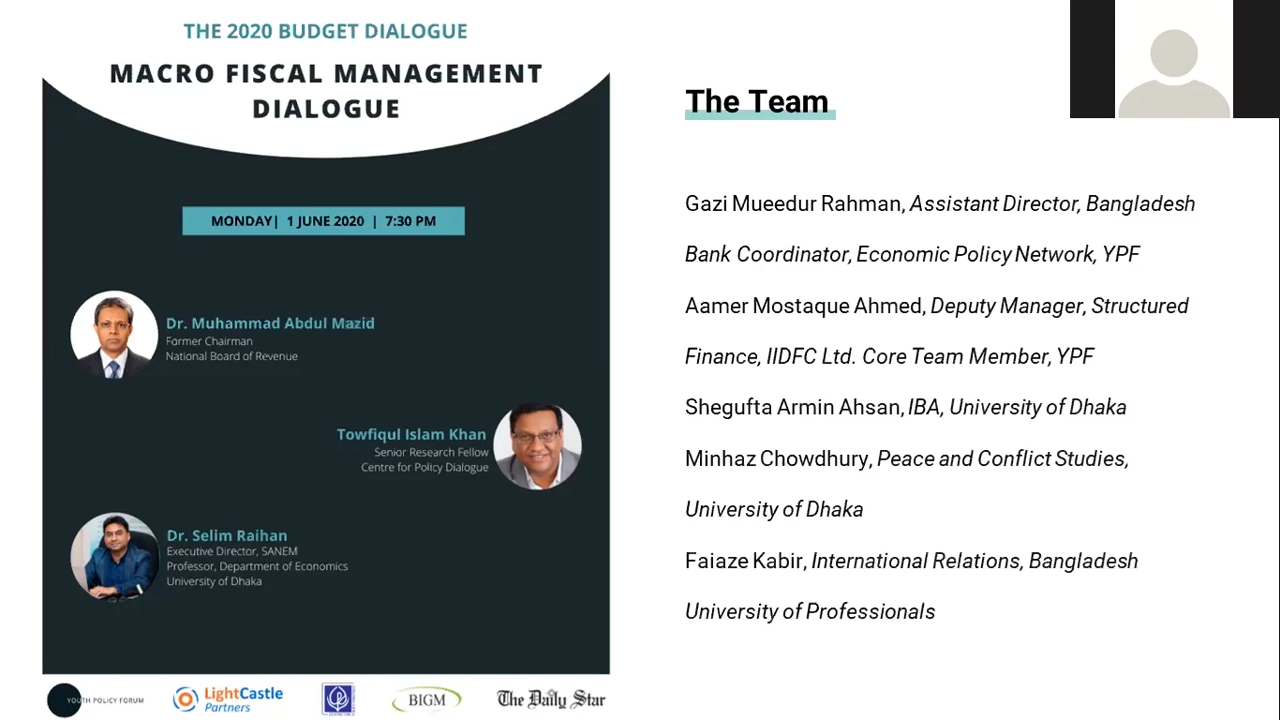 THE 2020 BUDGET DIALOGUE
MACRO FISCAL MANAGEMENT
DIALOGUE
MONDAY| 1 JUNE 2020 | 7:30 PM
Dr. Muhammad Abdul Mazid
Former Chairman
National Board of Revenue
Towfiqul Islam Khan
Senior Research Fellow
Centre for Policy Dialogue
Dr. Selim Raihan
Executive Director, SANEM
Professor, Department of Economics
University of Dhaka
YOUTH POLICY FORUM
LightCastle
Partners
BIGM
The Daily Star
The Team
Gazi Mueedur Rahman, Assistant Director, Bangladesh
Bank Coordinator, Economic Policy Network, YPF
Aamer Mostaque Ahmed, Deputy Manager, Structured
Finance, IIDFC Ltd. Core Team Member, YPF
Shegufta Armin Ahsan, IBA, University of Dhaka
Minhaz Chowdhury, Peace and Conflict Studies,
University of Dhaka
Faiaze Kabir, International Relations, Bangladesh
University of Professionals